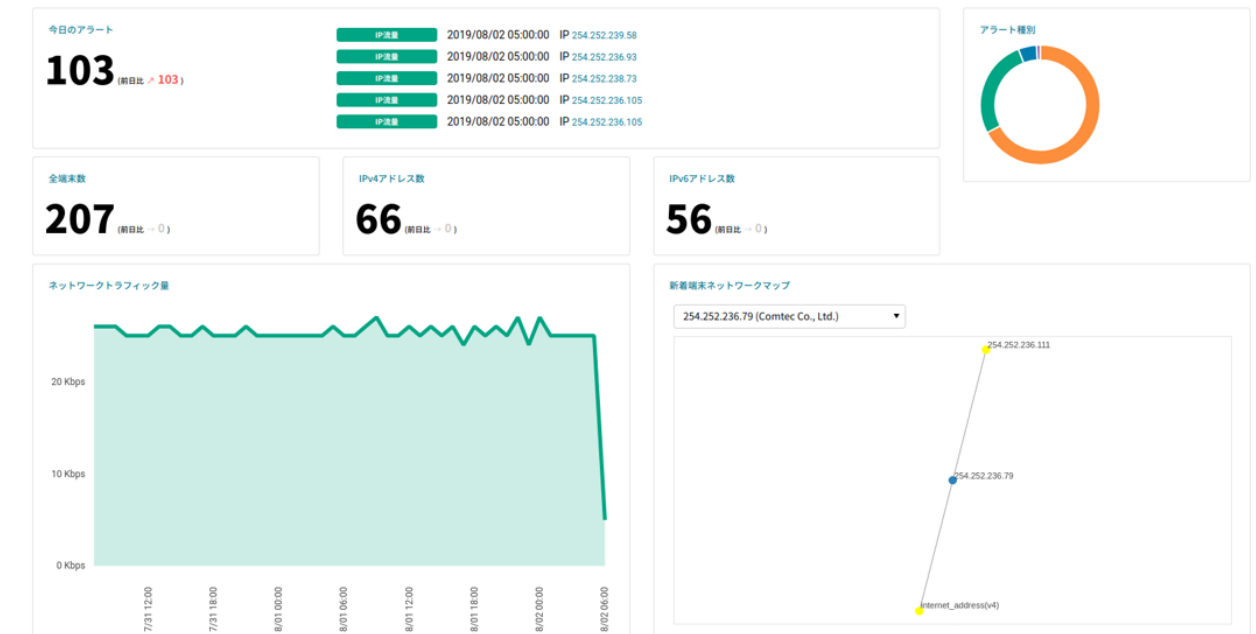 今日のアラート
103 (前日比 ↗ 103 )
IP流量 2019/08/02 05:00:00 IP 254.252.239.58
IP流量 2019/08/02 05:00:00 IP 254.252.236.93
IP流量 2019/08/02 05:00:00 IP 254.252.238.73
IP流量 2019/08/02 05:00:00 IP 254.252.236.105
IP流量 2019/08/02 05:00:00 IP 254.252.236.105
アラート種別
全端末数
207 (前日比 → 0 )
IPv4アドレス数
66 (前日比 → 0 )
IPv6アドレス数
56 (前日比 → 0 )
ネットワークトラフィック量
20 Kbps
10 Kbps
0 Kbps
7/31 12:00
7/31 18:00
8/01 00:00
8/01 06:00
8/01 12:00
8/01 18:00
8/02 00:00
8/02 06:00
新着端末ネットワークマップ
254.252.236.79 (Comtec Co., Ltd.)
254.252.236.111
254.252.236.79
internet_address(v4)